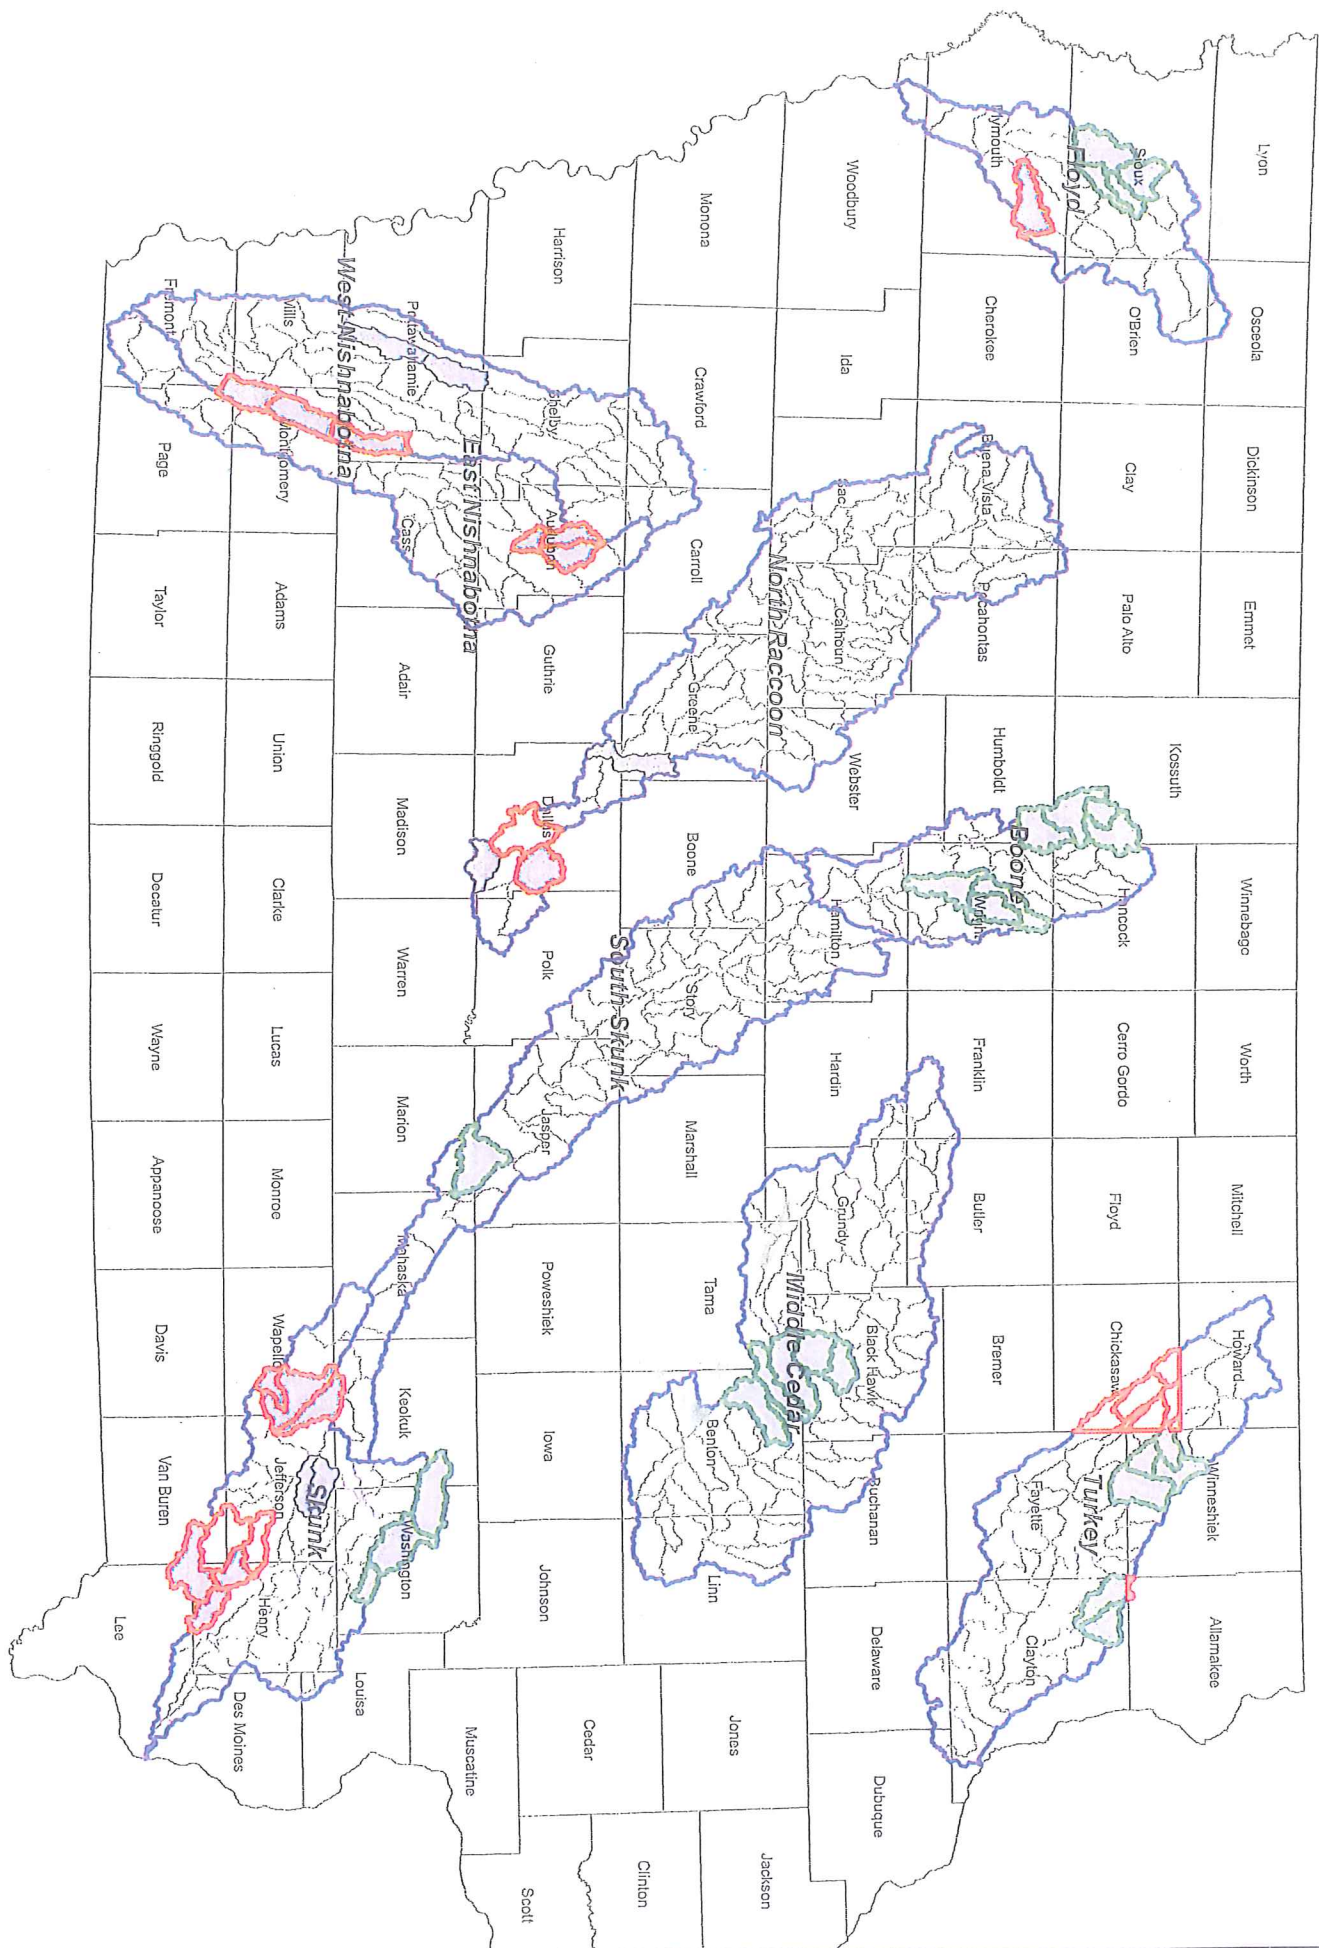 Lyon
Osceola
Dickinson
Emmet
Kossuth
Winnebago
Worth
Mitchell
Howard
Winneshiek
Allamakee
Sioux
O'Brien
Clay
Palo Alto
Hancock
Cerro Gordo
Floyd
Chickasaw
Fayette
Clayton
Floyd
Boone
Turkey
Plymouth
Cherokee
Buena Vista
Pocahontas
Humboldt
Wright
Franklin
Butler
Bremer
Woodbury
Ida
Sac
Calhoun
Webster
Hamilton
Hardin
Grundy
Black Hawk
Buchanan
Delaware
Dubuque
North Raccoon
Middle Cedar
Monona
Crawford
Carroll
Greene
Boone
Story
Marshall
Tama
Benton
Linn
Jones
Jackson
South Skunk
Harrison
Shelby
Audubon
Guthrie
Dallas
Polk
Jasper
Poweshiek
Iowa
Johnson
Cedar
Clinton
Scott
East Nishnabotna
Pottawattamie
Cass
Adair
Madison
Warren
Marion
Mahaska
Keokuk
Washington
Louisa
Muscatine
West Nishnabotna
Skunk
Mills
Montgomery
Adams
Union
Clarke
Lucas
Monroe
Wapello
Jefferson
Henry
Des Moines
Fremont
Page
Taylor
Ringgold
Decatur
Wayne
Appanoose
Davis
Van Buren
Lee